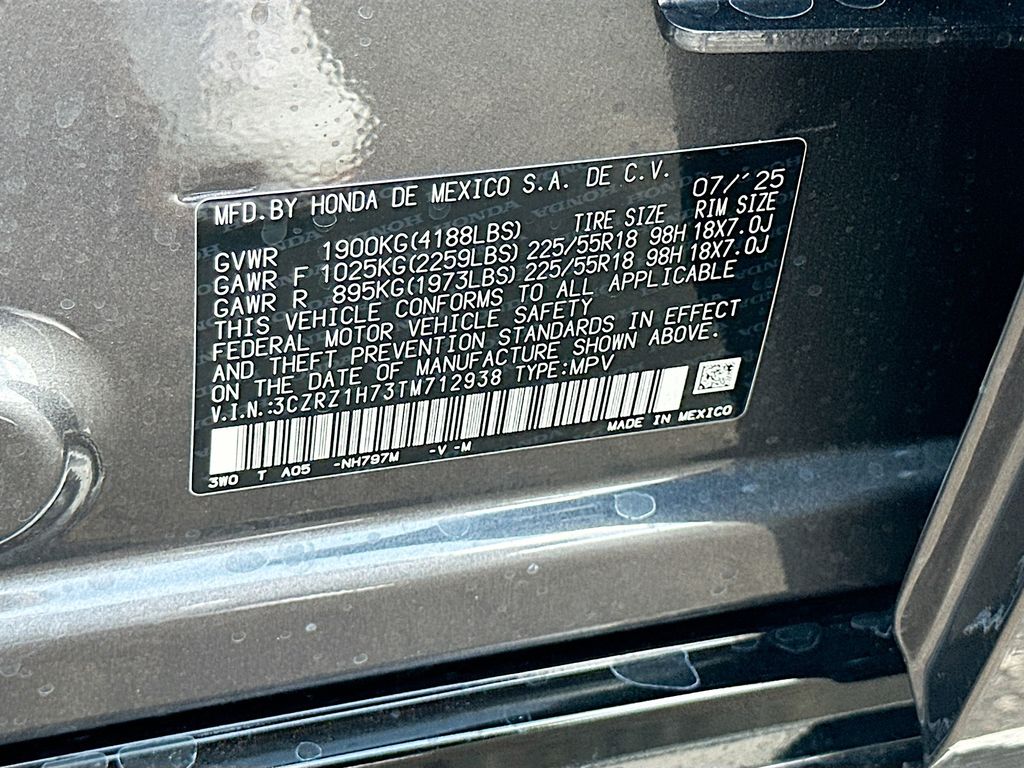 MFD.BY HONDA DE MEXICO S.A. DE C.V. 07/'25
TIRE SIZE RIM SIZE
GVWR 1900KG(4188LBS)
GAWR F 1025KG(2259LBS) 225/55R18 98H 18X7.0J
GAWR R 895KG(1973LBS) 225/55R18 98H 18X7.0J
THIS VEHICLE CONFORMS TO ALL APPLICABLE
FEDERAL MOTOR VEHICLE SAFETY
AND THEFT PREVENTION STANDARDS IN EFFECT
ON THE DATE OF MANUFACTURE SHOWN ABOVE.
V.I.N.:3CZRZ1H73TM712938 TYPE:MPV
MADE IN MEXICO
3W0 T A05 -NH797M -V -M